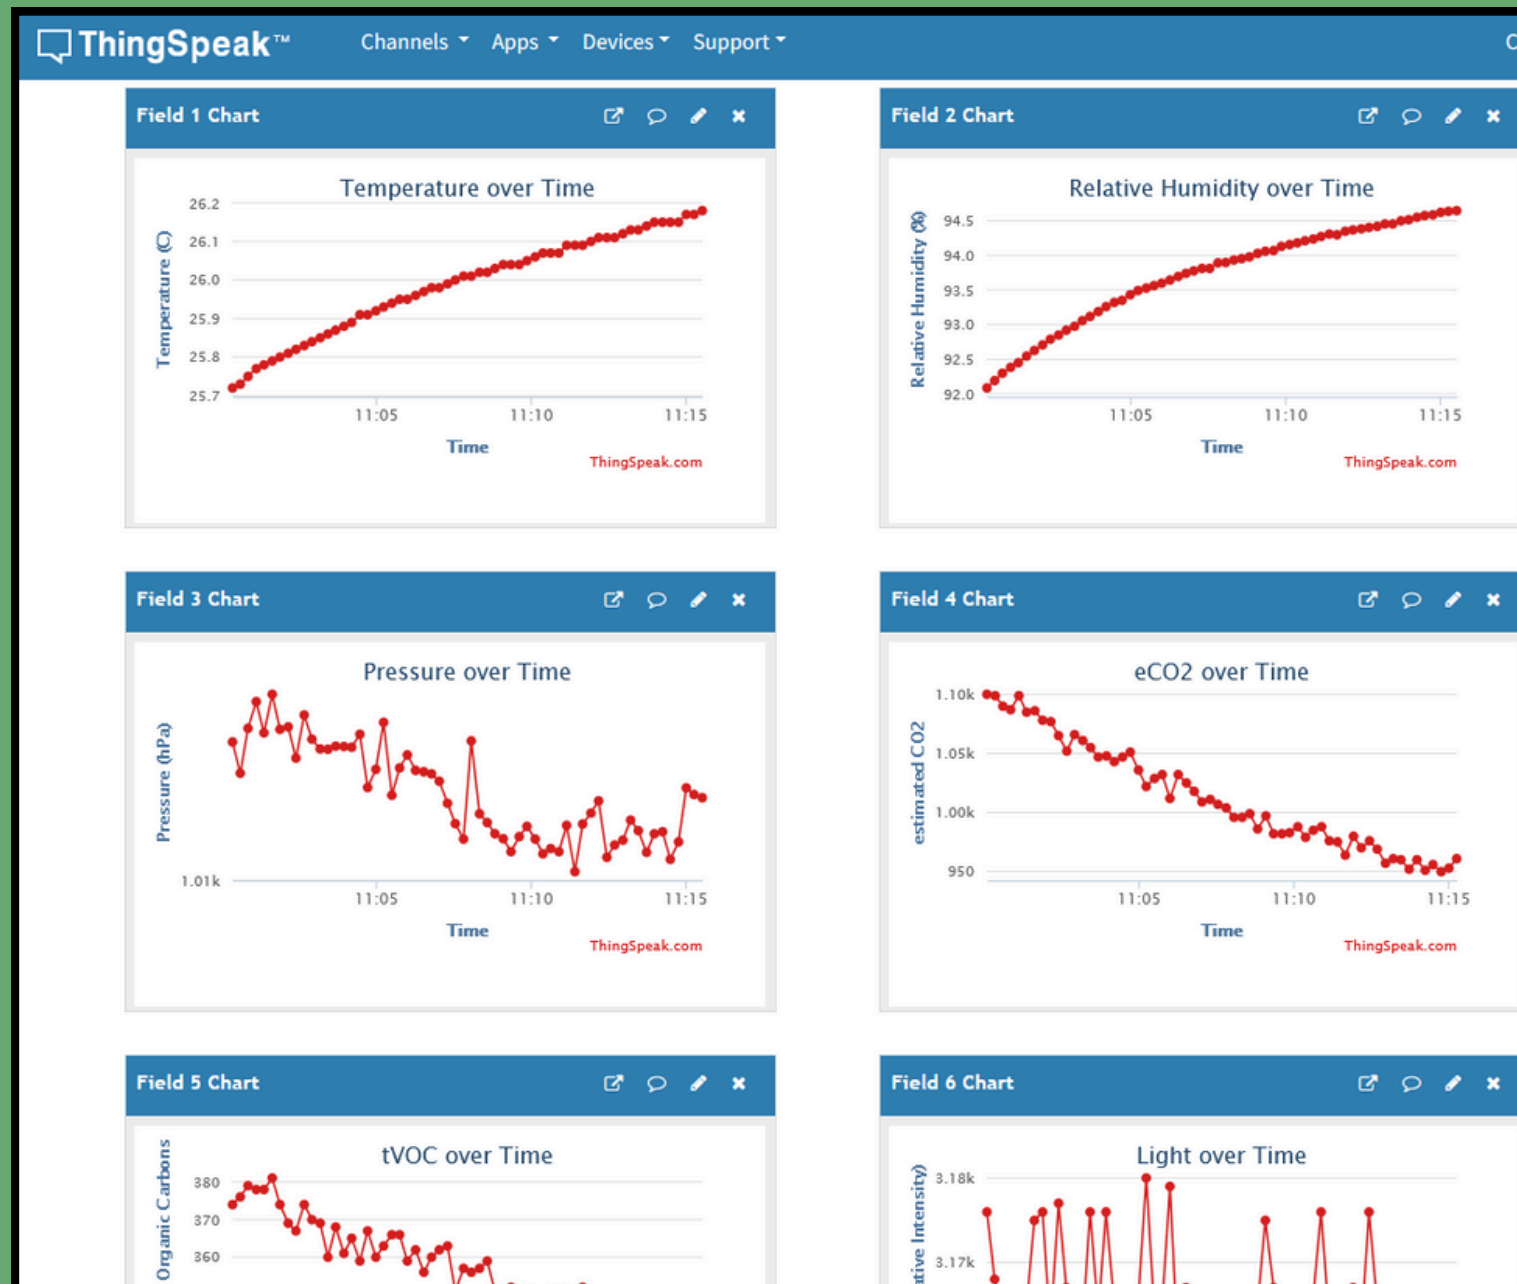 ThingSpeak™ Channels Apps Devices Support
Field 1 Chart
Temperature over Time
Temperature (C)
26.2
26.1
26.0
25.9
25.8
25.7
11:05 11:10 11:15
Time
ThingSpeak.com
Field 2 Chart
Relative Humidity over Time
Relative Humidity (%)
94.5
94.0
93.5
93.0
92.5
92.0
11:05 11:10 11:15
Time
ThingSpeak.com
Field 3 Chart
Pressure over Time
Pressure (hPa)
1.01k
11:05 11:10 11:15
Time
ThingSpeak.com
Field 4 Chart
eCO2 over Time
estimated CO2
1.10k
1.05k
1.00k
950
11:05 11:10 11:15
Time
ThingSpeak.com
Field 5 Chart
tVOC over Time
Organic Carbons
380
370
360
Field 6 Chart
Light over Time
Intensity)
3.18k
3.17k